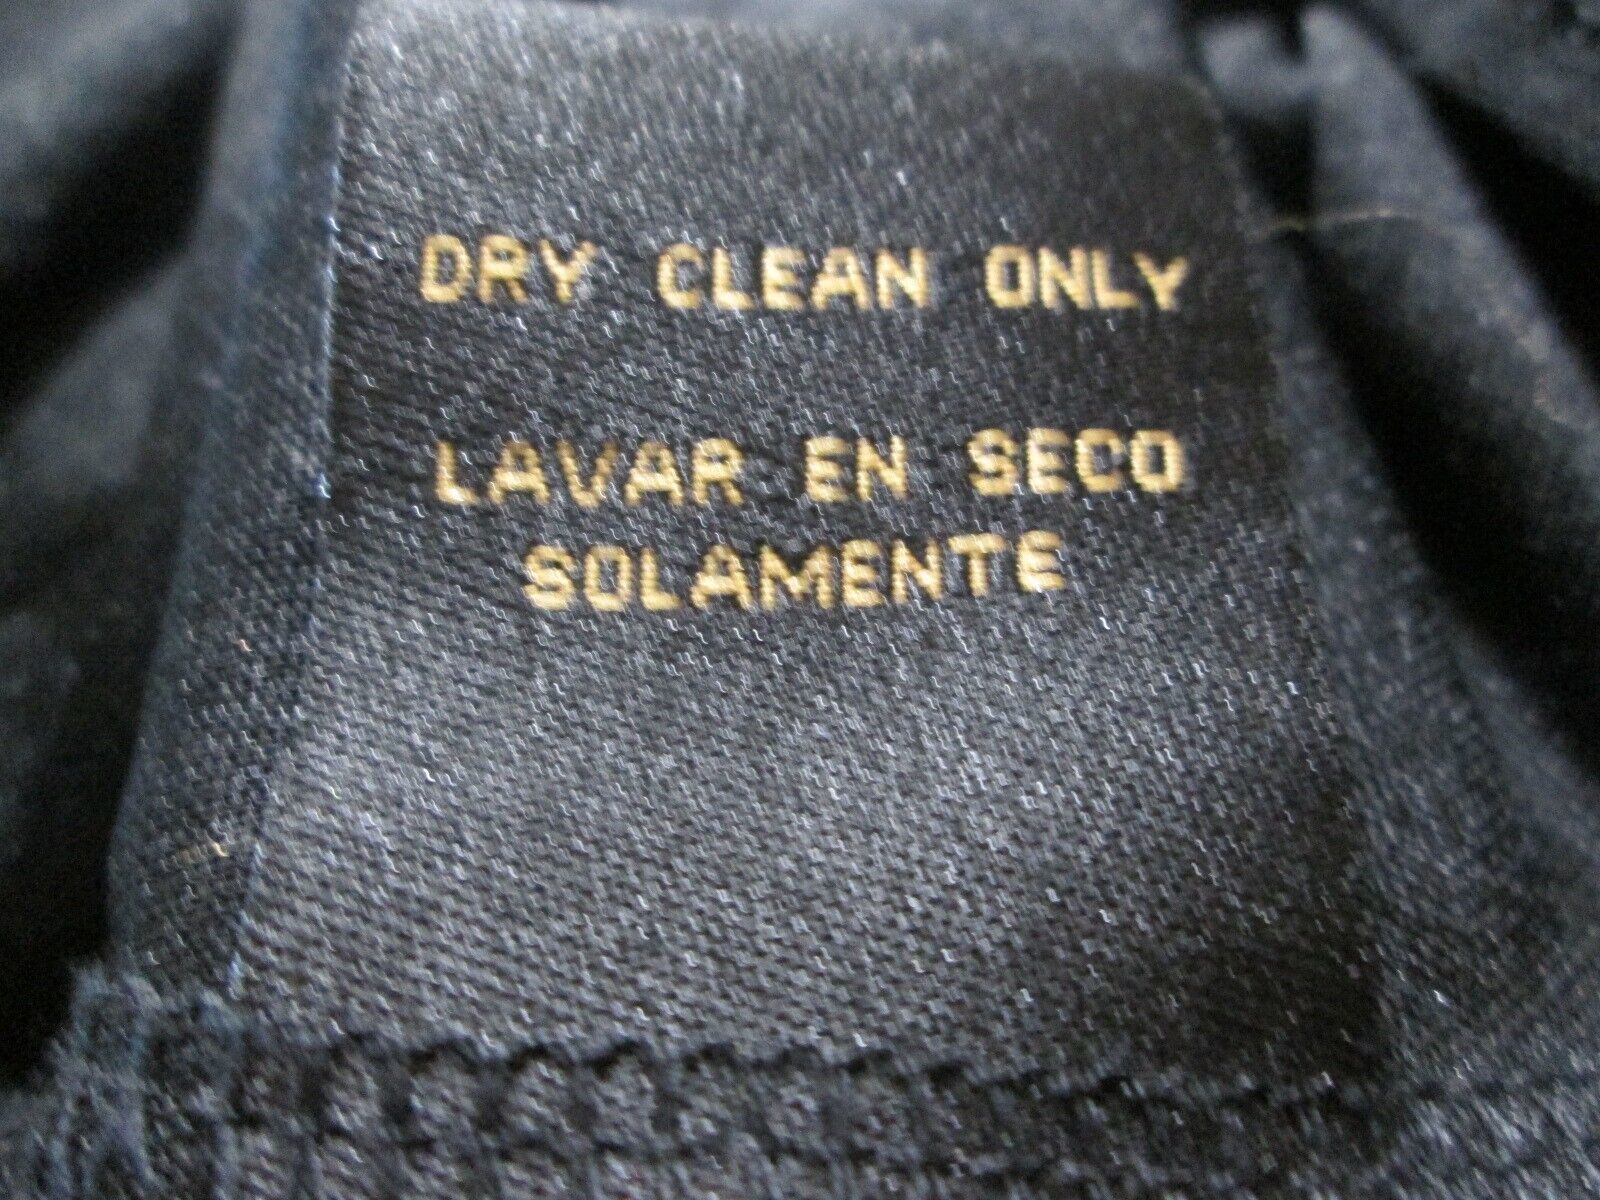 DRY CLEAN ONLY
LAVAR EN SECO
SOLAMENTE